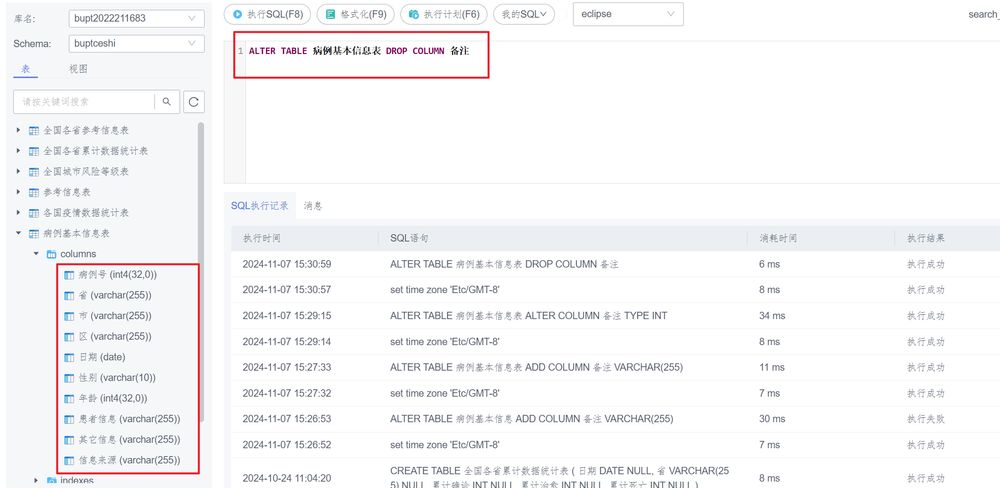 库名:
bupt2022211683
Schema:
buptceshi
表
视图
请按关键词搜索
全国各省参考信息表
全国各省累计数据统计表
全国城市风险等级表
参考信息表
各国疫情数据统计表
病例基本信息表
columns
病例号 (int4(32,0))
省 (varchar(255))
市 (varchar(255))
区 (varchar(255))
日期 (date)
性别 (varchar(10))
年龄 (int4(32,0))
患者信息 (varchar(255))
其它信息 (varchar(255))
信息来源 (varchar(255))
indexes
执行SQL(F8)
格式化(F9)
执行计划(F6)
我的SQL
eclipse
search_
1 ALTER TABLE 病例基本信息表 DROP COLUMN 备注
SQL执行记录
消息
执行时间 SQL语句 消耗时间 执行结果
2024-11-07 15:30:59 ALTER TABLE 病例基本信息表 DROP COLUMN 备注 6 ms 执行成功
2024-11-07 15:30:57 set time zone 'Etc/GMT-8' 8 ms 执行成功
2024-11-07 15:29:15 ALTER TABLE 病例基本信息表 ALTER COLUMN 备注 TYPE INT 34 ms 执行成功
2024-11-07 15:29:14 set time zone 'Etc/GMT-8' 8 ms 执行成功
2024-11-07 15:27:33 ALTER TABLE 病例基本信息表 ADD COLUMN 备注 VARCHAR(255) 11 ms 执行成功
2024-11-07 15:27:32 set time zone 'Etc/GMT-8' 7 ms 执行成功
2024-11-07 15:26:53 ALTER TABLE 病例基本信息 ADD COLUMN 备注 VARCHAR(255) 30 ms 执行失败
2024-11-07 15:26:52 set time zone 'Etc/GMT-8' 7 ms 执行成功
2024-10-24 11:04:20 CREATE TABLE 全国各省累计数据统计表 ( 日期 DATE NULL, 省 VARCHAR(25 8 ms 执行成功
5) NULL, 累计确诊 INT NULL, 累计治愈 INT NULL, 累计死亡 INT NULL )